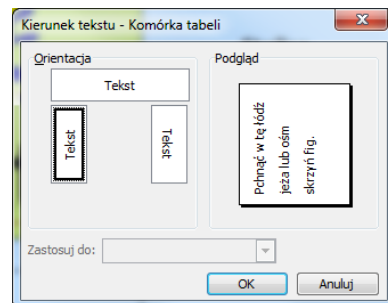 Kierunek tekstu - Komórka tabeli
Orientacja
Podgląd
Tekst
Tekst
Tekst
Pchnąć w tę łódź
jeża lub ośm
skrzyń fig.
Zastosuj do:
OK
Anuluj